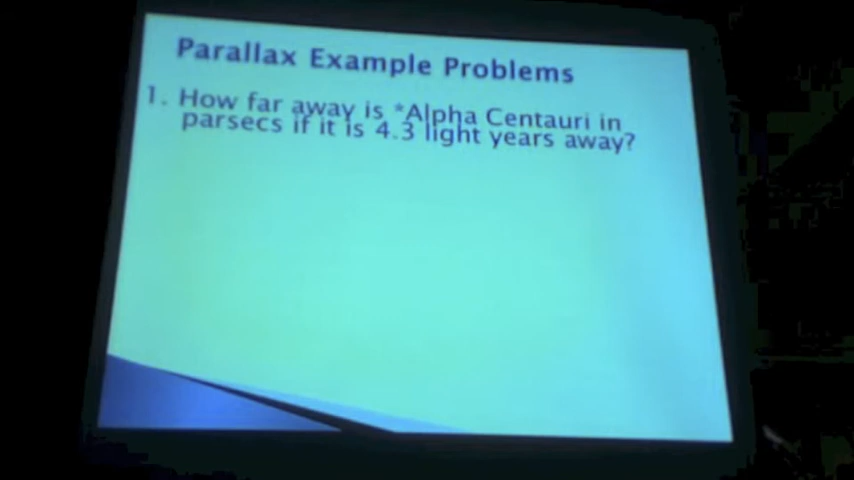 Parallax Example Problems
1. How far away is *Alpha Centauri in
parsecs if it is 4.3 light years away?